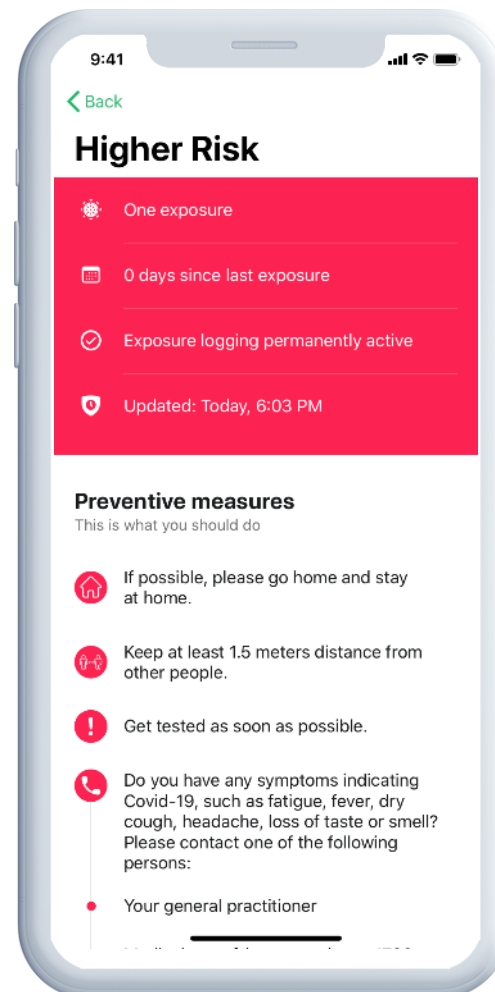 9:41
Back
Higher Risk
One exposure
0 days since last exposure
Exposure logging permanently active
Updated: Today, 6:03 PM
Preventive measures
This is what you should do
If possible, please go home and stay
at home.
Keep at least 1.5 meters distance from
other people.
Get tested as soon as possible.
Do you have any symptoms indicating
Covid-19, such as fatigue, fever, dry
cough, headache, loss of taste or smell?
Please contact one of the following
persons:
Your general practitioner